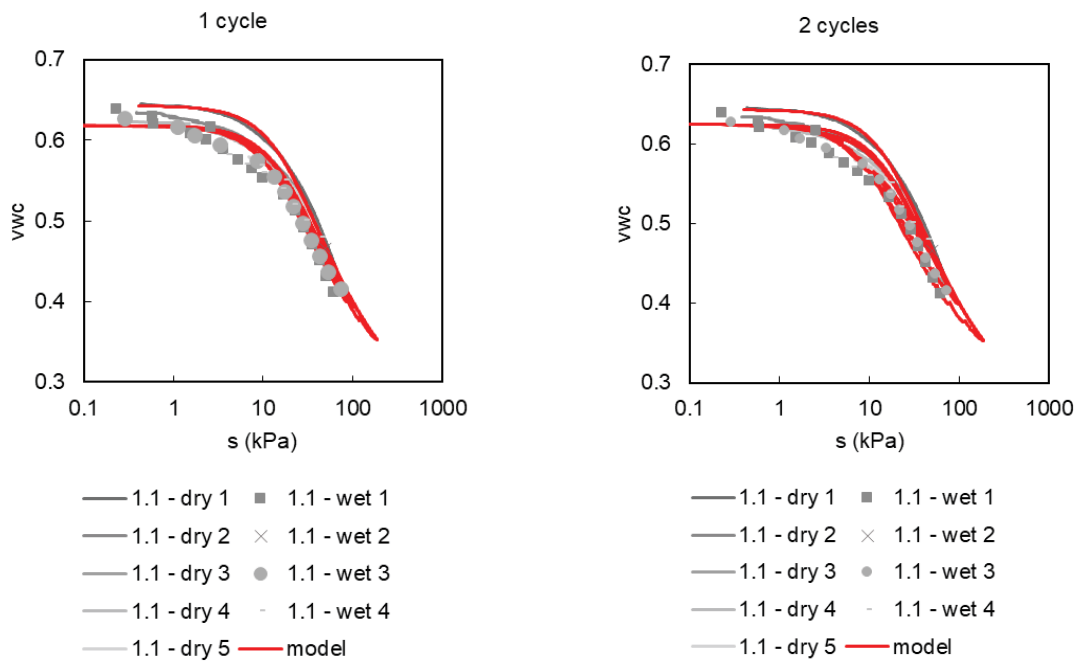 1 cycle
0.7
0.6
0.5
0.4
0.3
vwc
0.1 1 10 100 1000
s (kPa)
1.1 - dry 1 1.1 - wet 1
1.1 - dry 2 1.1 - wet 2
1.1 - dry 3 1.1 - wet 3
1.1 - dry 4 1.1 - wet 4
1.1 - dry 5 model
2 cycles
0.7
0.6
0.5
0.4
0.3
vwc
0.1 1 10 100 1000
s (kPa)
1.1 - dry 1 1.1 - wet 1
1.1 - dry 2 1.1 - wet 2
1.1 - dry 3 1.1 - wet 3
1.1 - dry 4 1.1 - wet 4
1.1 - dry 5 model